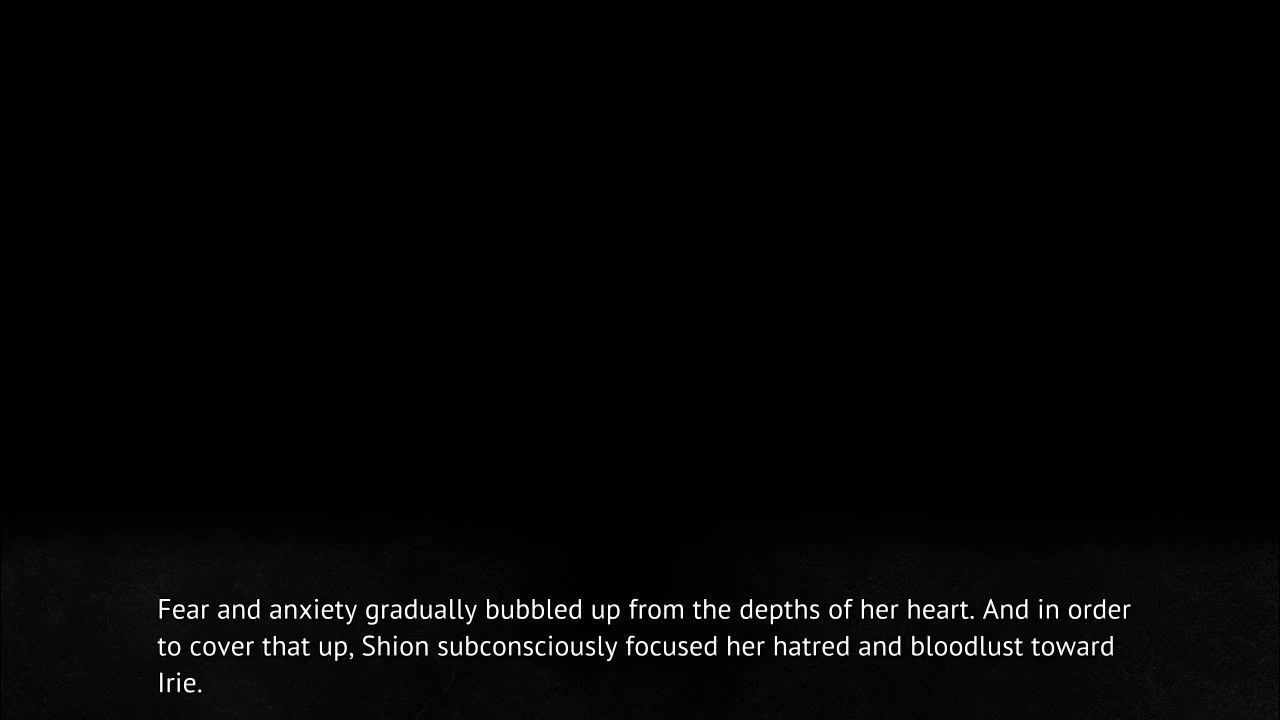 Fear and anxiety gradually bubbled up from the depths of her heart. And in order
to cover that up, Shion subconsciously focused her hatred and bloodlust toward
Irie.